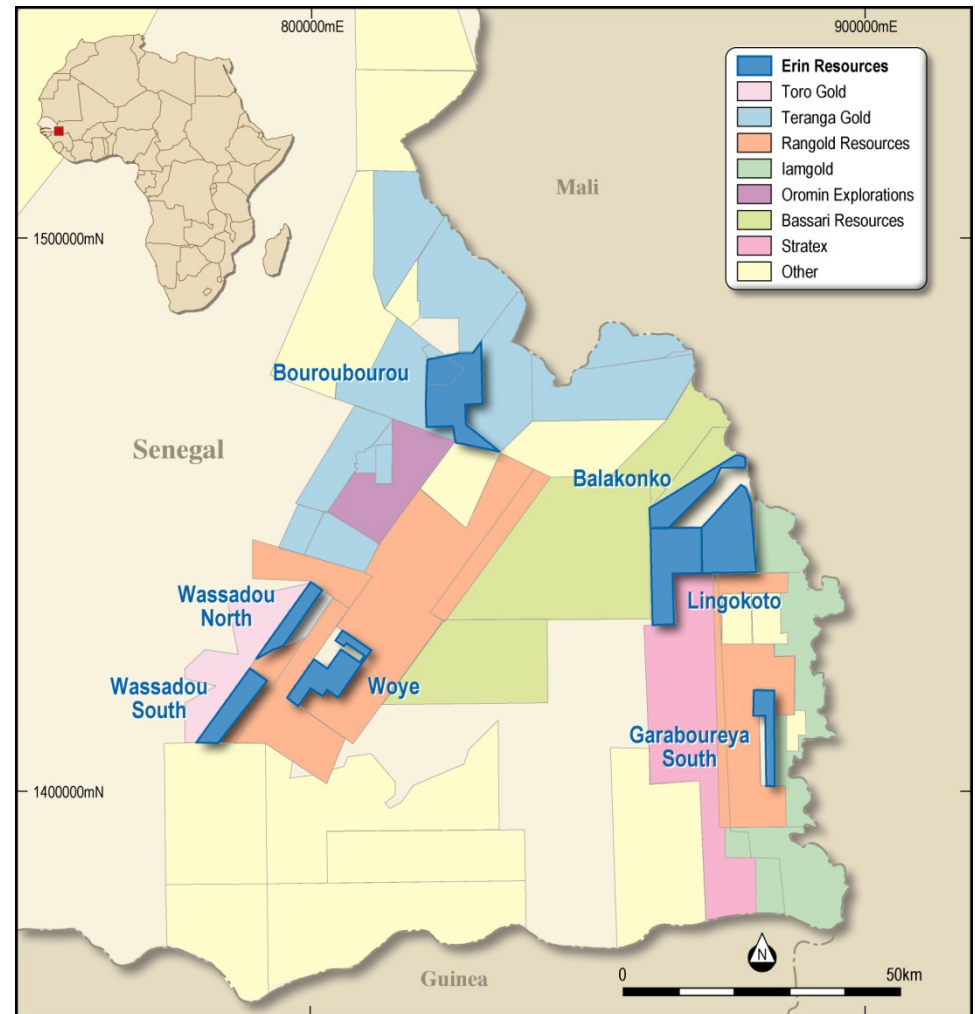 800000mE
900000mE
Erin Resources
Toro Gold
Teranga Gold
Rangold Resources
Iamgold
Oromin Explorations
Bassari Resources
Stratex
Other
Mali
1500000mN
Bouroubourou
Senegal
Balakonko
Wassadou
North
Lingokoto
Wassadou
South
Woye
Garaboureya
South
1400000mN
N
0
50km
Guinea